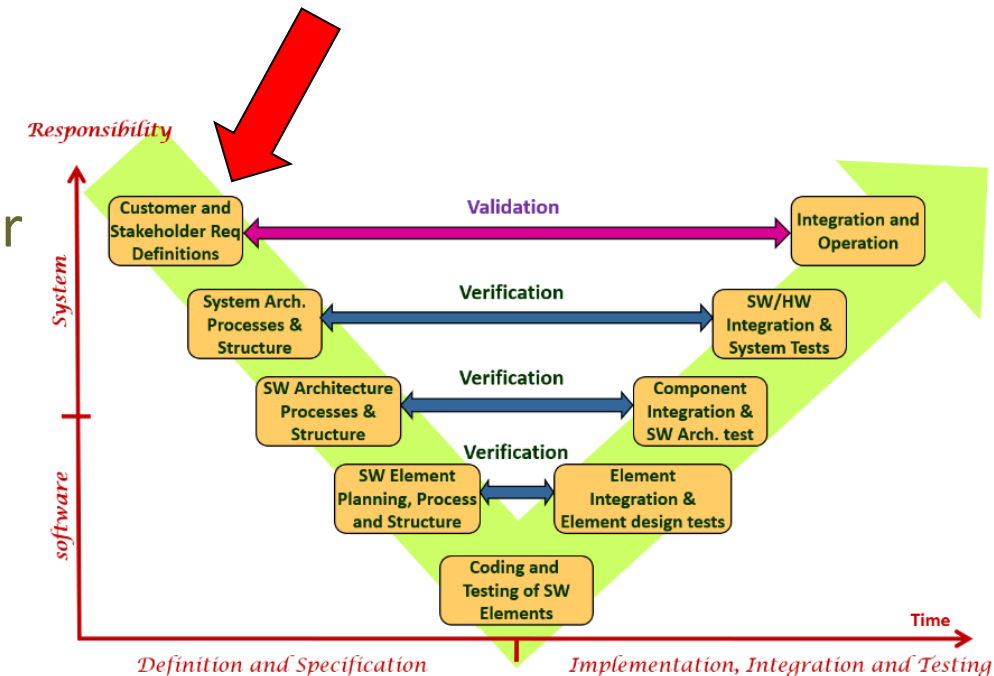 Responsibility
r
Customer and
Stakeholder Req
Definitions
Validation
Integration and
Operation
System
System Arch.
Processes &
Structure
Verification
SW/HW
Integration &
System Tests
SW Architecture
Processes &
Structure
Verification
Component
Integration &
SW Arch. test
software
SW Element
Planning, Process
and Structure
Verification
Element
Integration &
Element design tests
Coding and
Testing of SW
Elements
Time
Definition and Specification
Implementation, Integration and Testing